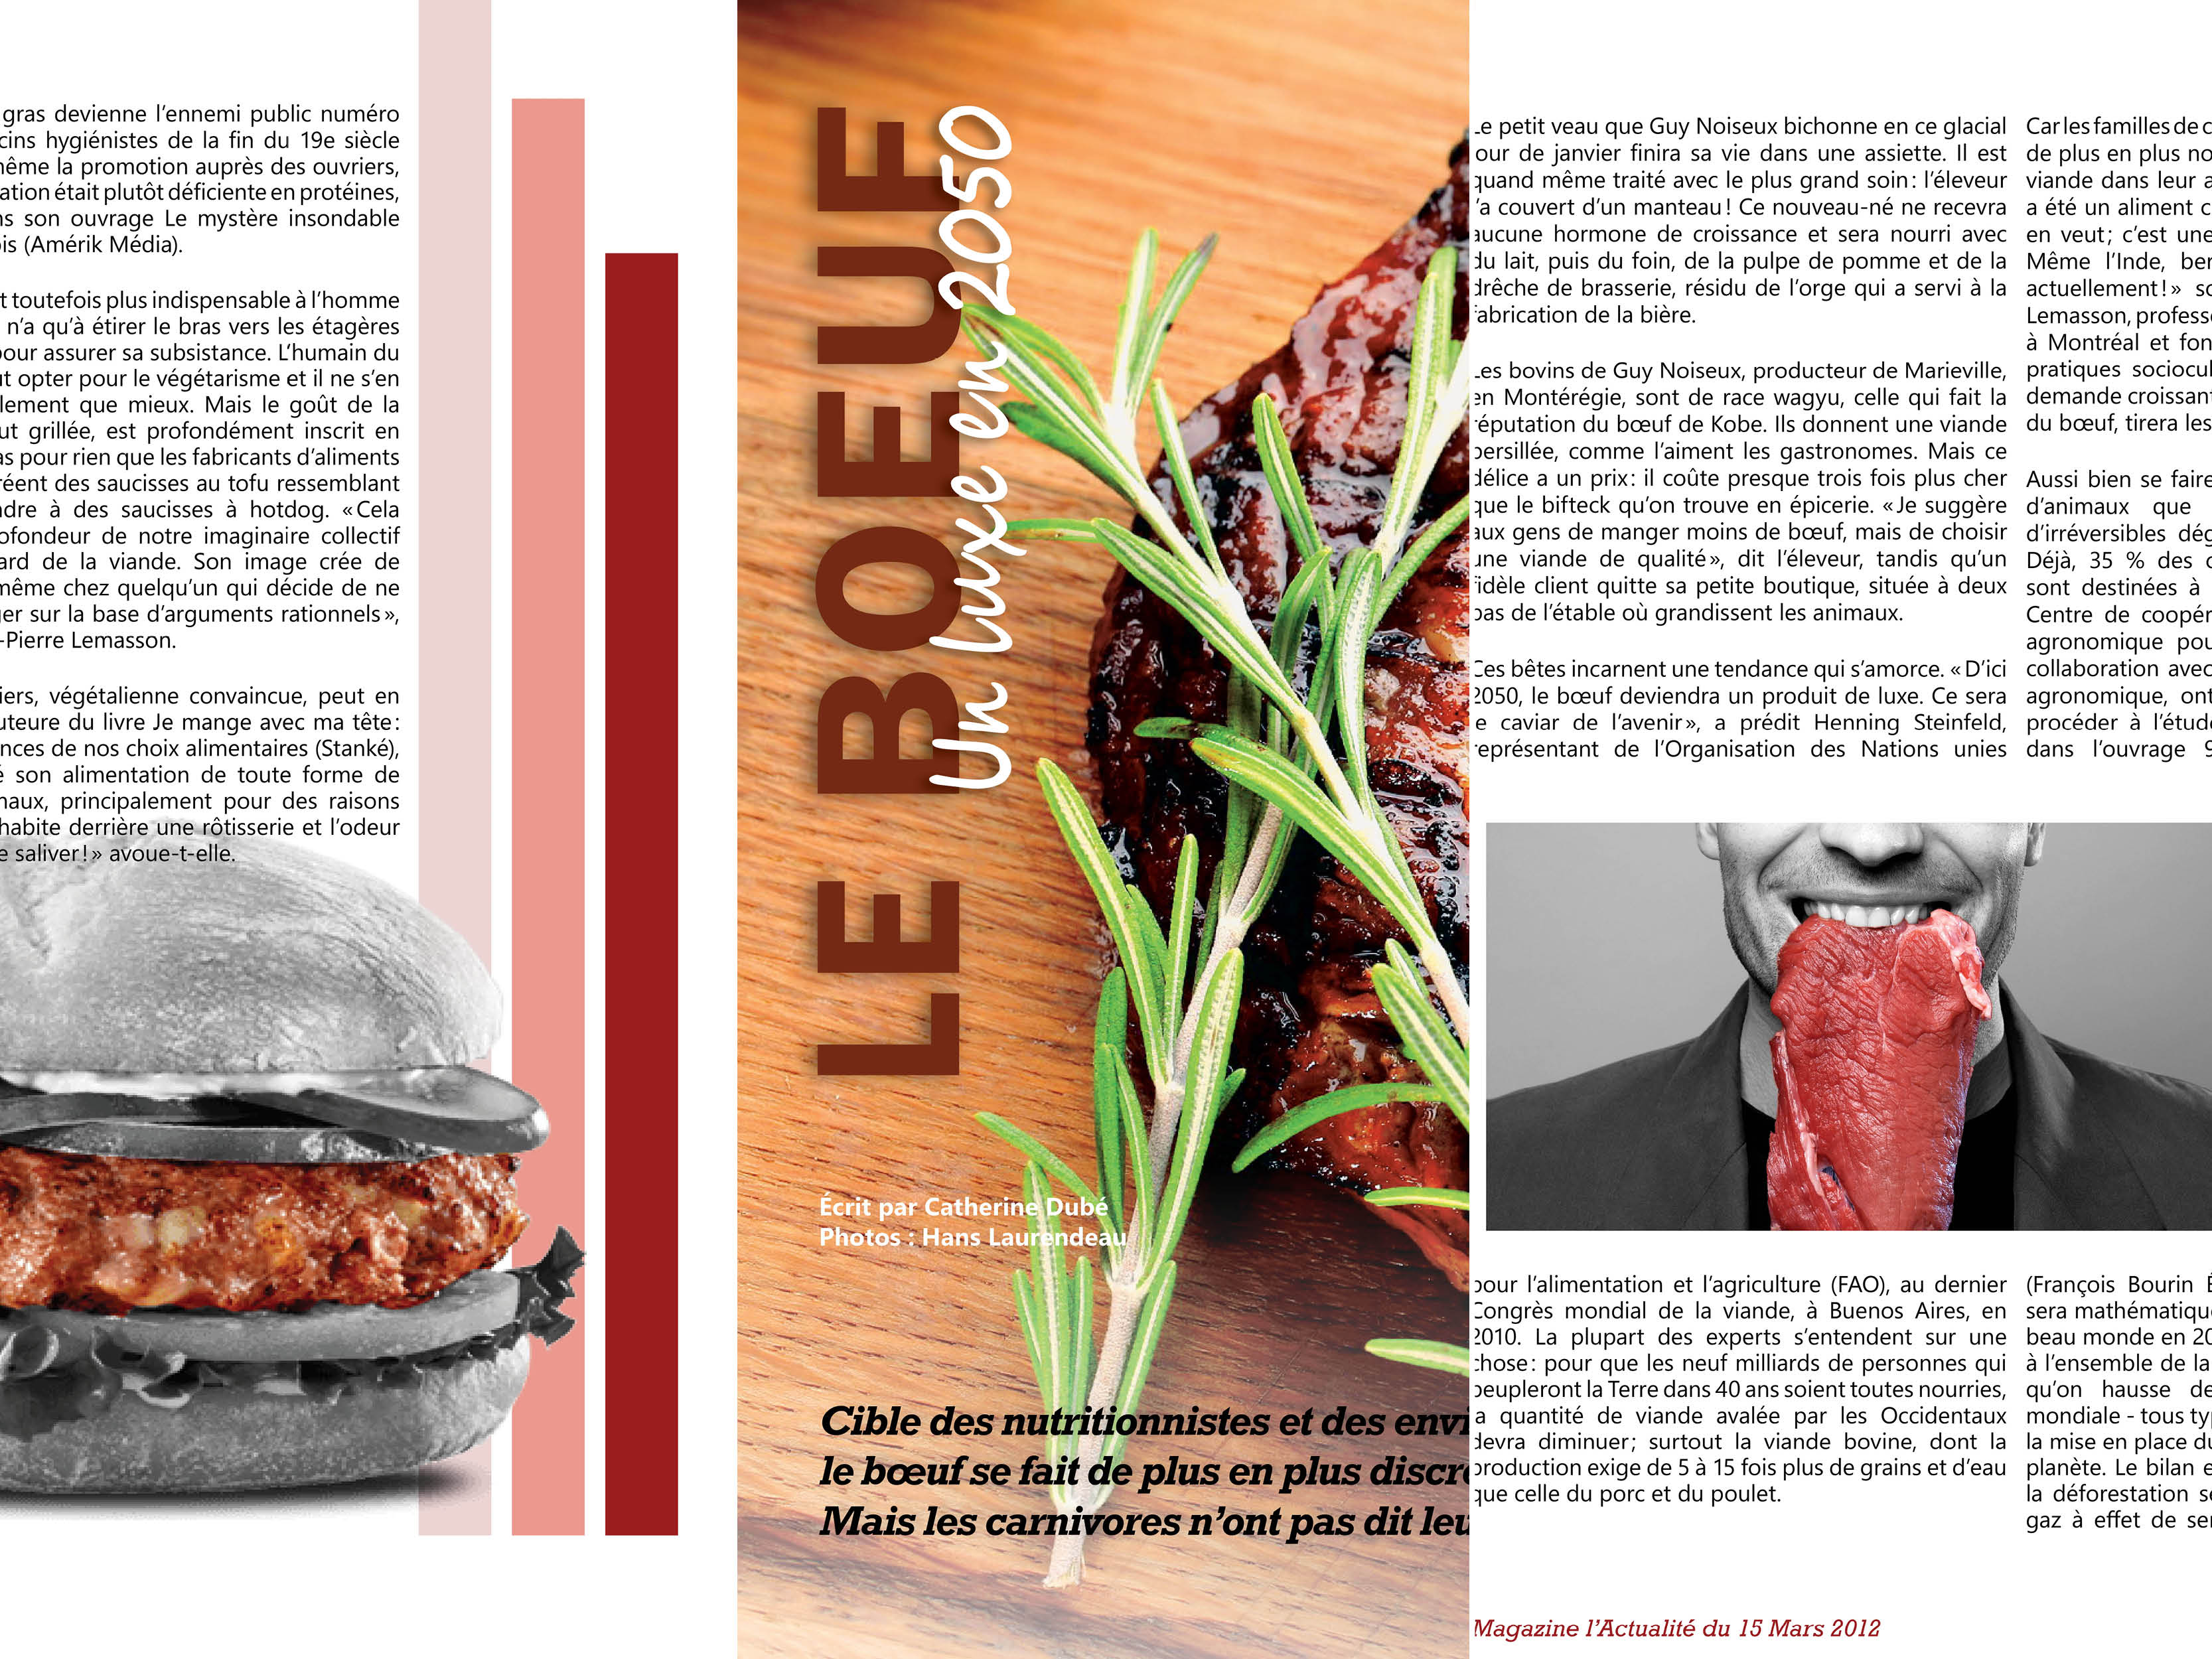 gras devienne l'ennemi public numéro
cins hygiénistes de la fin du 19e siècle
même la promotion auprès des ouvriers,
ation était plutôt déficiente en protéines,
ns son ouvrage Le mystère insondable
is (Amérik Média).
t toutefois plus indispensable à l'homme
n'a qu'à étirer le bras vers les étagères
pour assurer sa subsistance. L'humain du
ut opter pour le végétarisme et il ne s'en
lement que mieux. Mais le goût de la
ut grillée, est profondément inscrit en
as pour rien que les fabricants d'aliments
réent des saucisses au tofu ressemblant
ndre à des saucisses à hotdog. «Cela
ofondeur de notre imaginaire collectif
ard de la viande. Son image crée de
même chez quelqu'un qui décide de ne
ger sur la base d'arguments rationnels»,
-Pierre Lemasson.
iers, végétalienne convaincue, peut en
uteure du livre Je mange avec ma tête:
nces de nos choix alimentaires (Stanké),
é son alimentation de toute forme de
maux, principalement pour des raisons
habite derrière une rôtisserie et l'odeur
e saliver!» avoue-t-elle.
LE BOEUF
Un luxe en 2050
Écrit par Catherine Dubé
Photos : Hans Laurendeau
Cible des nutritionnistes et des envi
le bœuf se fait de plus en plus discr
Mais les carnivores n'ont pas dit leu
Le petit veau que Guy Noiseux bichonne en ce glacial
jour de janvier finira sa vie dans une assiette. Il est
quand même traité avec le plus grand soin: l'éleveur
l'a couvert d'un manteau! Ce nouveau-né ne recevra
aucune hormone de croissance et sera nourri avec
du lait, puis du foin, de la pulpe de pomme et de la
drêche de brasserie, résidu de l'orge qui a servi à la
fabrication de la bière.
Les bovins de Guy Noiseux, producteur de Marieville,
en Montérégie, sont de race wagyu, celle qui fait la
réputation du bœuf de Kobe. Ils donnent une viande
persillée, comme l'aiment les gastronomes. Mais ce
délice a un prix: il coûte presque trois fois plus cher
que le bifteck qu'on trouve en épicerie. «Je suggère
aux gens de manger moins de bœuf, mais de choisir
une viande de qualité», dit l'éleveur, tandis qu'un
fidèle client quitte sa petite boutique, située à deux
pas de l'étable où grandissent les animaux.
Ces bêtes incarnent une tendance qui s'amorce. «D'ici
2050, le bœuf deviendra un produit de luxe. Ce sera
le caviar de l'avenir», a prédit Henning Steinfeld,
représentant de l'Organisation des Nations unies
pour l'alimentation et l'agriculture (FAO), au dernier
Congrès mondial de la viande, à Buenos Aires, en
2010. La plupart des experts s'entendent sur une
chose: pour que les neuf milliards de personnes qui
peupleront la Terre dans 40 ans soient toutes nourries,
la quantité de viande avalée par les Occidentaux
devra diminuer; surtout la viande bovine, dont la
production exige de 5 à 15 fois plus de grains et d'eau
que celle du porc et du poulet.
Car les familles de c
de plus en plus no
viande dans leur a
a été un aliment c
en veut; c'est une
Même l'Inde, ber
actuellement!» so
Lemasson, profess
à Montréal et fon
pratiques sociocul
demande croissant
du bœuf, tirera les
Aussi bien se faire
d'animaux que
d'irréversibles dég
Déjà, 35 % des c
sont destinées à
Centre de coopér
agronomique pou
collaboration avec
agronomique, ont
procéder à l'étud
dans l'ouvrage 9
(François Bourin É
sera mathématiqu
beau monde en 20
à l'ensemble de la
qu'on hausse de
mondiale - tous typ
la mise en place du
planète. Le bilan e
la déforestation se
gaz à effet de ser
Magazine l'Actualité du 15 Mars 2012